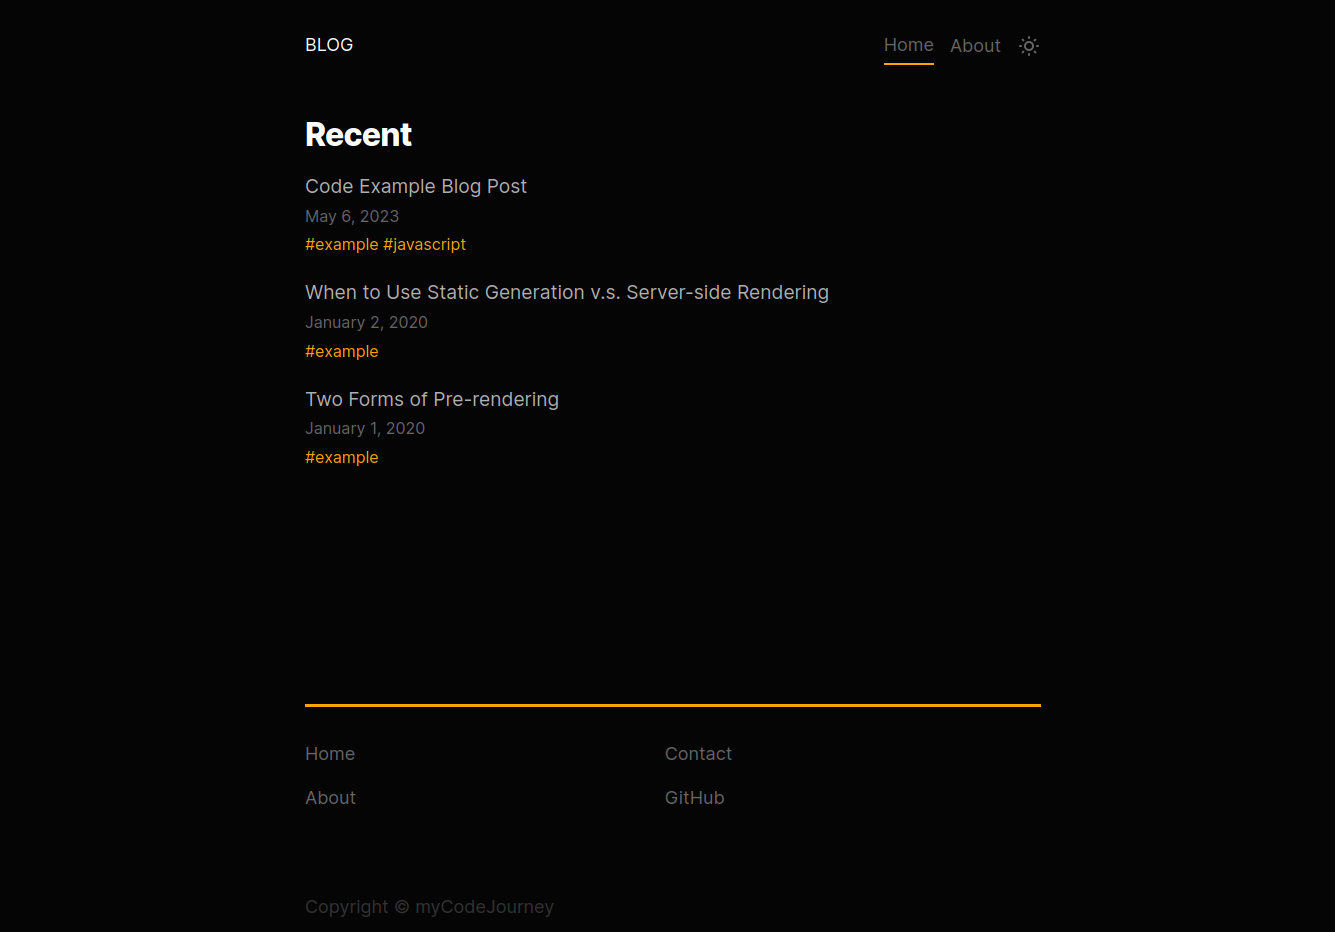 BLOG
Home About
Recent
Code Example Blog Post
May 6, 2023
#example #javascript
When to Use Static Generation v.s. Server-side Rendering
January 2, 2020
#example
Two Forms of Pre-rendering
January 1, 2020
#example
Home
Contact
About
GitHub
Copyright © myCodeJourney